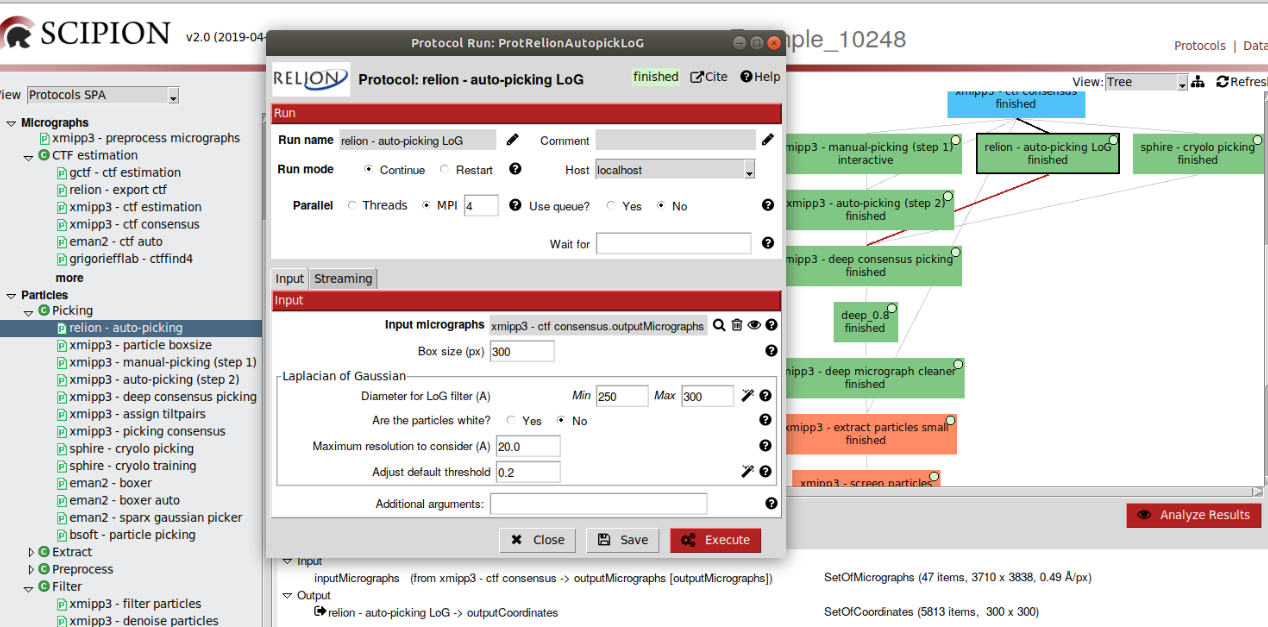 SCIPION v2.0 (2019-04-
ple_10248
Protocols | Data
View: Tree Refresh
iew Protocols SPA
Micrographs
xmipp3 - preprocess micrographs
CTF estimation
gctf - ctf estimation
relion - export ctf
xmipp3 - ctf estimation
xmipp3 - ctf consensus
eman2 - ctf auto
grigoriefflab - ctffind4
more
Particles
Picking
relion - auto-picking
xmipp3 - particle boxsize
xmipp3 - manual-picking (step 1)
xmipp3 - auto-picking (step 2)
xmipp3 - deep consensus picking
xmipp3 - assign tiltpairs
xmipp3 - picking consensus
sphire - cryolo picking
sphire - cryolo training
eman2 - boxer
eman2 - boxer auto
eman2 - sparx gaussian picker
bsoft - particle picking
Extract
Preprocess
Filter
xmipp3 - filter particles
xmipp3 - denoise particles
Protocol Run: ProtRelionAutopickLoG
RELION Protocol: relion - auto-picking LoG finished Cite Help
Run
Run name relion - auto-picking LoG Comment
Run mode Continue Restart Host localhost
Parallel Threads MPI 4 Use queue? Yes No
Wait for
Input Streaming
Input
Input micrographs xmipp3 - ctf consensus.outputMicrographs
Box size (px) 300
Laplacian of Gaussian
Diameter for LoG filter (A) Min 250 Max 300
Are the particles white? Yes No
Maximum resolution to consider (A) 20.0
Adjust default threshold 0.2
Additional arguments:
Close Save Execute
xmipp3 - ctf consensus
finished
mipp3 - manual-picking (step 1)
interactive
relion - auto-picking LoG
finished
sphire - cryolo picking
finished
xmipp3 - auto-picking (step 2)
finished
mipp3 - deep consensus picking
finished
deep_0.8
finished
mipp3 - deep micrograph cleaner
finished
xmipp3 - extract particles small
finished
xmipp3 - screen particles
Analyze Results
Input
inputMicrographs (from xmipp3 - ctf consensus -> outputMicrographs [outputMicrographs]) SetOfMicrographs (47 items, 3710 x 3838, 0.49 Å/px)
Output
relion - auto-picking LoG -> outputCoordinates SetOfCoordinates (5813 items, 300 x 300)